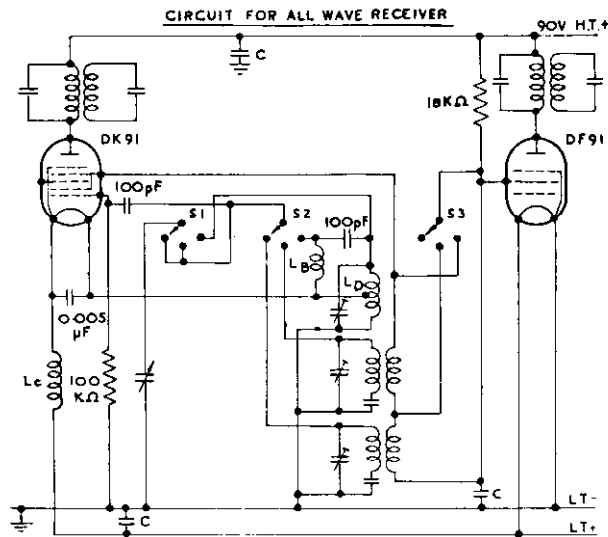 CIRCUIT FOR ALL WAVE RECEIVER
90V H.T.+
C
18KΩ
DK91
DF91
100pF
S1
S2
100pF
S3
LB
LD
0.005
μF
Lc
100
KΩ
C
C
LT-
LT+